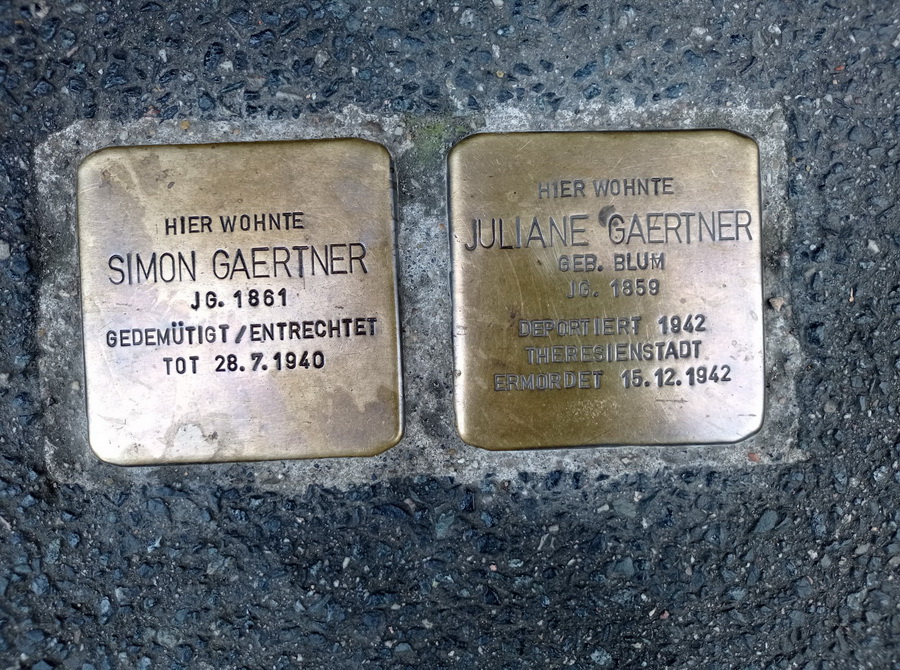 HIER WOHNTE
SIMON GAERTNER
JG. 1861
GEDEMÜTIGT/ENTRECHTET
TOT 28.7.1940
HIER WOHNTE
JULIANE GAERTNER
GEB. BLUM
JG. 1859
DEPORTIERT 1942
THERESIENSTADT
ERMORDET 15.12.1942